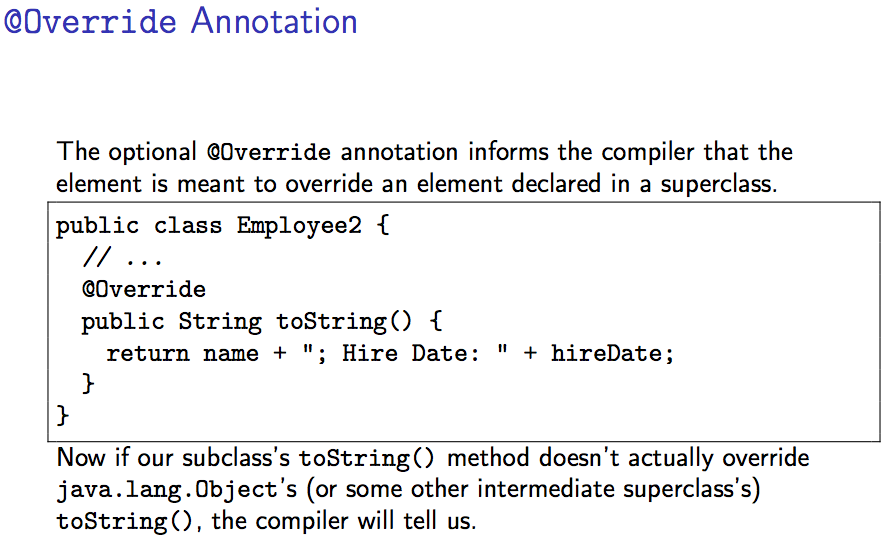 @Override Annotation
The optional @Override annotation informs the compiler that the
element is meant to override an element declared in a superclass.
public class Employee2 {
  // ...
  @Override
  public String toString() {
    return name + "; Hire Date: " + hireDate;
  }
}
Now if our subclass's toString() method doesn't actually override
java.lang.Object's (or some other intermediate superclass's)
toString(), the compiler will tell us.